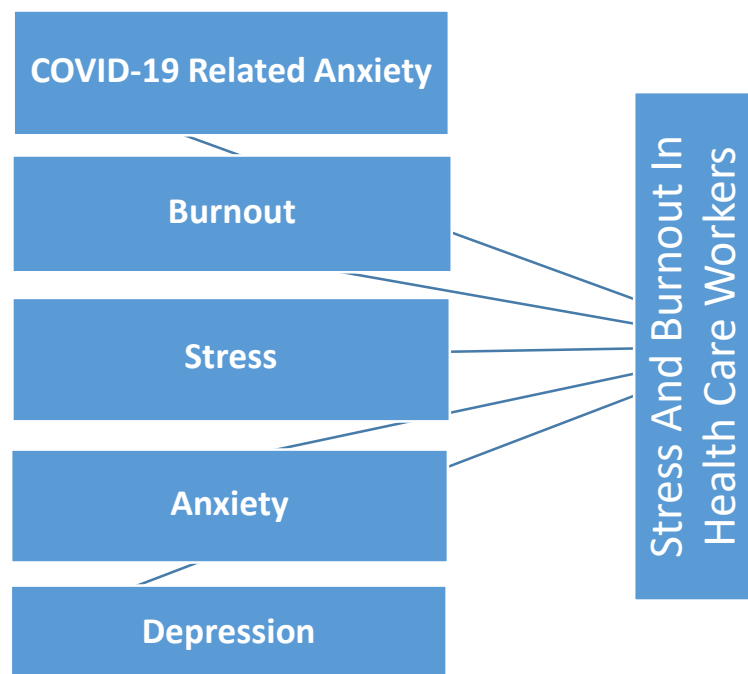 COVID-19 Related Anxiety
Burnout
Stress
Anxiety
Depression
Stress And Burnout In
Health Care Workers